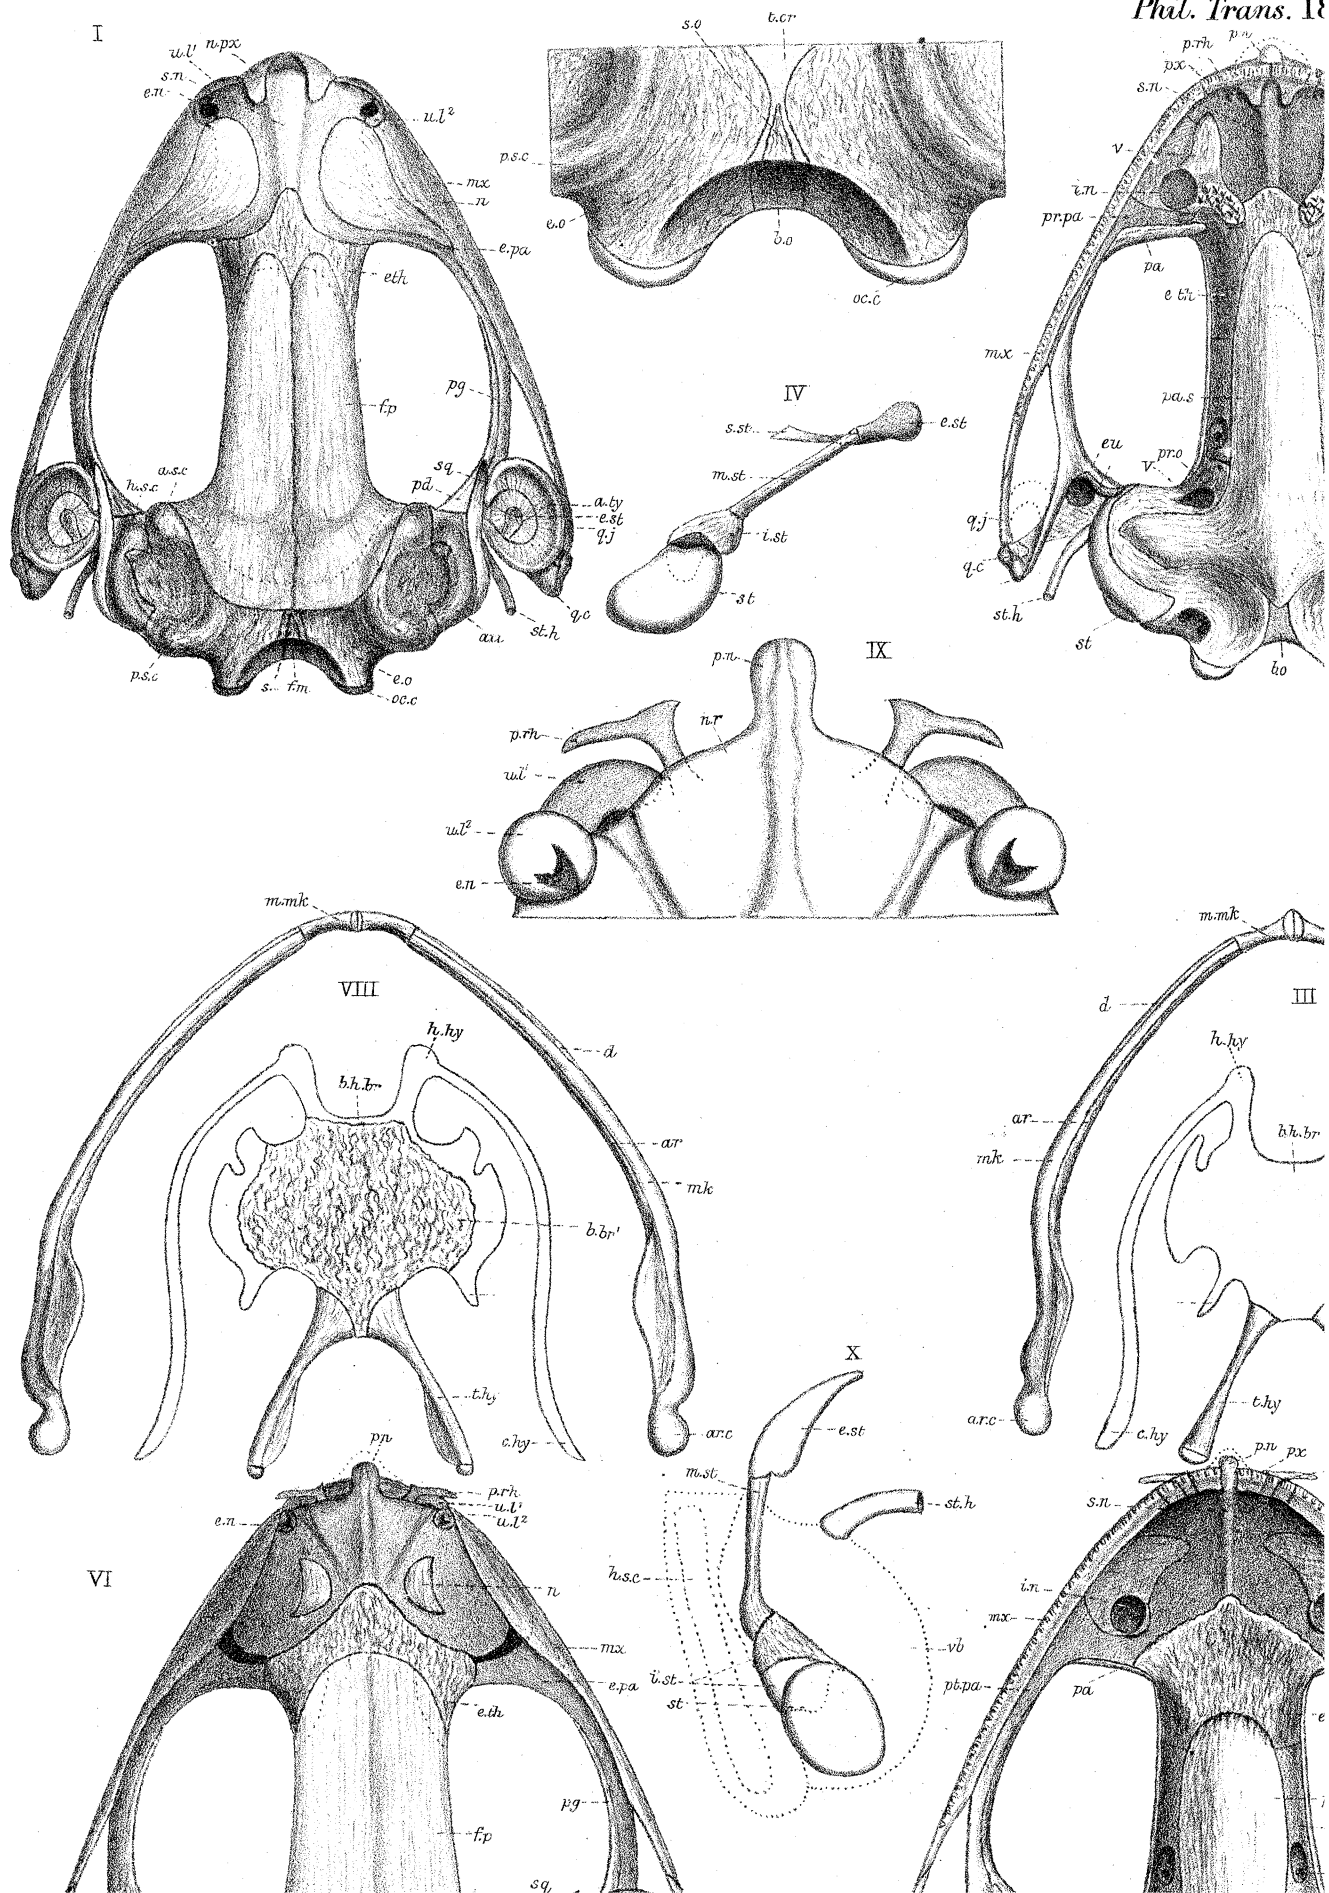 Phil. Trans. 18
I
u.l¹
n.px
s.n
e.n
u.l²
mx
n
e.pa
eth
pg
f.p
sq
pd
a.s.c
h.s.c
a.ty
e.st
q.j
q.c
st.h
au
p.s.c
s.
f.m
e.o
oc.c
s.o
t.cr
p.s.c
e.o
b.o
oc.c
IV
s.st
e.st
m.st
i.st
st
p.rh
px
s.n
v
i.n
pr.pa
pa
e th
mx
pa.s
eu
V
pr.o
q.j
q.c
st.h
st
b.o
IX
p.n
n.r
p.rh
u.l¹
u.l²
e.n
VIII
m.mk
h.hy
d
b.h.br
ar
mk
b.br¹
t.hy
c.hy
ar.c
III
m.mk
d
h.hy
ar
b.h.br
mk
a.r.c
t.hy
c.hy
X
e.st
m.st
st.h
h.s.c
vb
i.st
st
VI
p.n
p.rh
u.l¹
u.l²
e.n
n
mx
e.pa
e.th
pg
f.p
sq
p.n
px
s.n
i.n
mx
pt.pa
pa
e